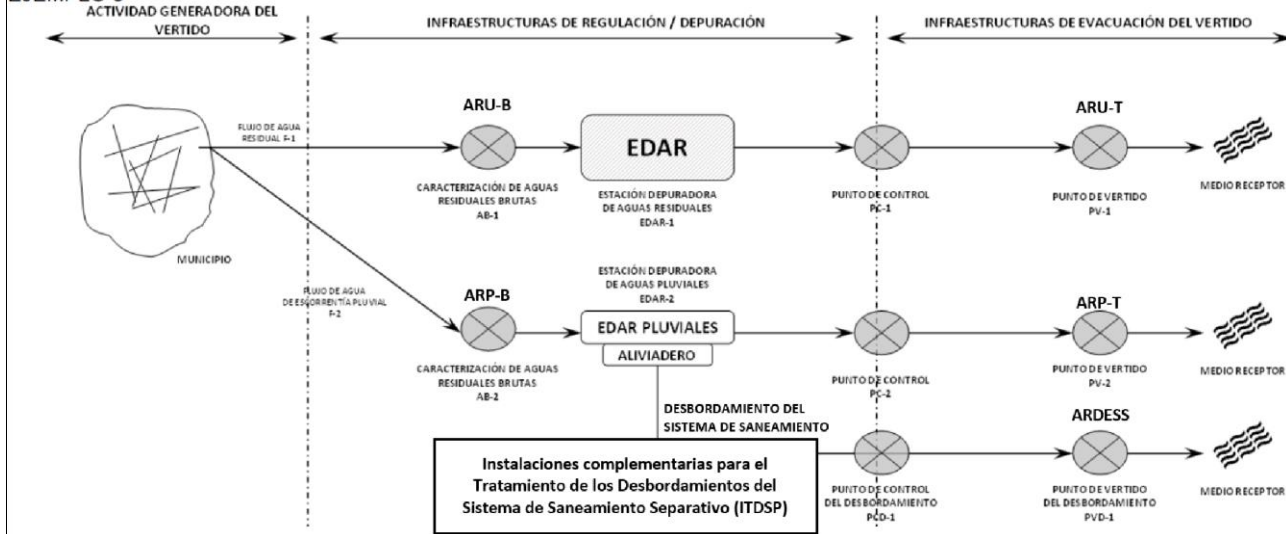 ACTIVIDAD GENERADORA DEL
VERTIDO
INFRAESTRUCTURAS DE REGULACIÓN / DEPURACIÓN
INFRAESTRUCTURAS DE EVACUACIÓN DEL VERTIDO
FLUJO DE AGUA
RESIDUAL F-1
ARU-B
EDAR
ARU-T
CARACTERIZACIÓN DE AGUAS
RESIDUALES BRUTAS
AB-1
ESTACIÓN DEPURADORA
DE AGUAS RESIDUALES
EDAR-1
PUNTO DE CONTROL
PC-1
PUNTO DE VERTIDO
PV-1
MEDIO RECEPTOR
MUNICIPIO
FLUJO DE AGUA
DE ESCORRENTÍA PLUVIAL
F-2
ESTACIÓN DEPURADORA
DE AGUAS PLUVIALES
EDAR-2
ARP-B
EDAR PLUVIALES
ALIVIADERO
ARP-T
CARACTERIZACIÓN DE AGUAS
RESIDUALES BRUTAS
AB-2
PUNTO DE CONTROL
PC-2
PUNTO DE VERTIDO
PV-2
MEDIO RECEPTOR
DESBORDAMIENTO DEL
SISTEMA DE SANEAMIENTO
ARDESS
Instalaciones complementarias para el
Tratamiento de los Desbordamientos del
Sistema de Saneamiento Separativo (ITDSP)
PUNTO DE CONTROL
DEL DESBORDAMIENTO
PCD-1
PUNTO DE VERTIDO
DEL DESBORDAMIENTO
PVD-1
MEDIO RECEPTOR